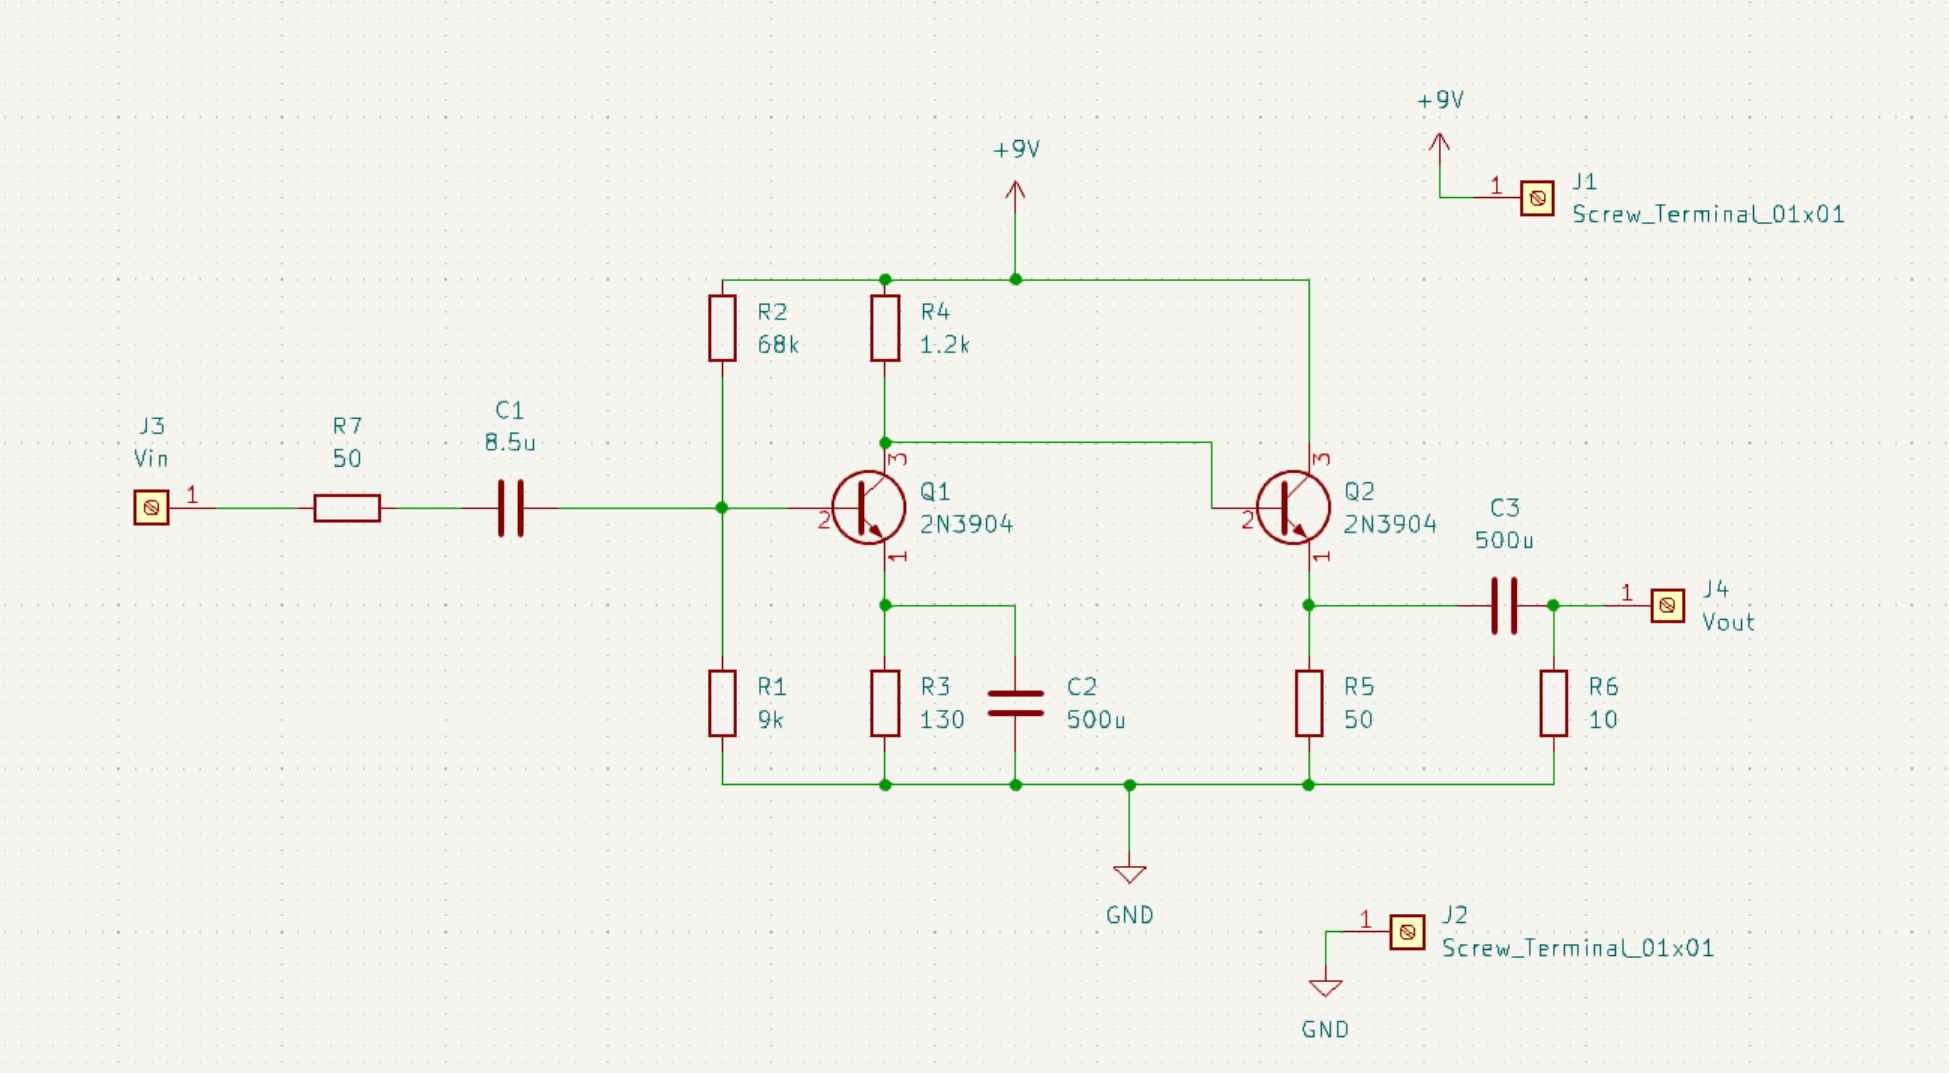 +9V
+9V
1
J1
Screw_Terminal_01x01
R2
68k
R4
1.2k
J3
Vin
1
R7
50
C1
8.5u
3
2
1
Q1
2N3904
3
2
1
Q2
2N3904
C3
500u
1
J4
Vout
R1
9k
R3
130
C2
500u
R5
50
R6
10
GND
1
J2
Screw_Terminal_01x01
GND